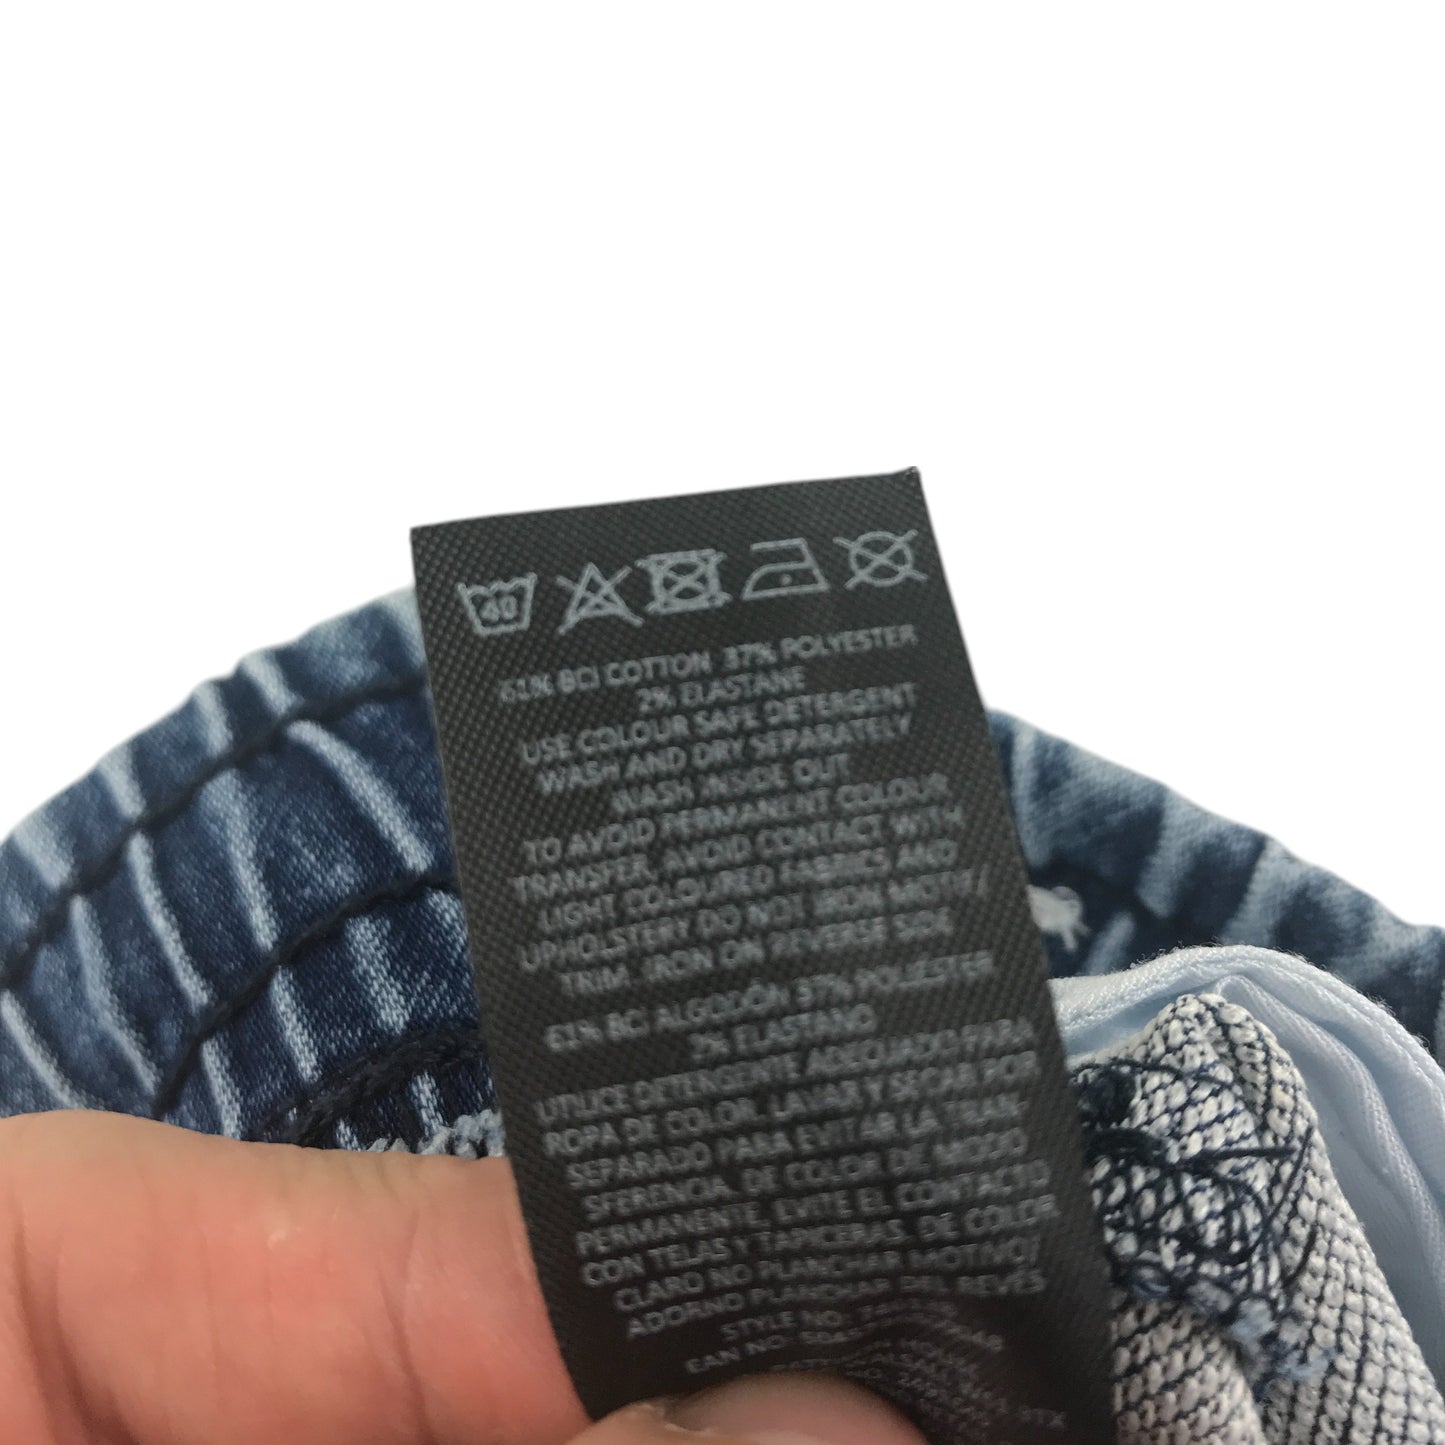 40
61% BCI COTTON 37% POLYESTER
2% ELASTANE
USE COLOUR SAFE DETERGENT
WASH AND DRY SEPARATELY
WASH INSIDE OUT
TO AVOID PERMANENT COLOUR
TRANSFER, AVOID CONTACT WITH
LIGHT COLOURED FABRICS AND
UPHOLSTERY DO NOT IRON MOTIF/
TRIM, IRON ON REVERSE SIDE
61% BCI ALGODÓN 37% POLIÉSTER
2% ELASTANO
UTILICE DETERGENTE ADECUADO PARA
ROPA DE COLOR, LAVAR Y SECAR POR
SEPARADO PARA EVITAR LA TRAN-
SFERENCIA, DE COLOR DE MODO
PERMANENTE, EVITE EL CONTACTO
CON TELAS Y TAPICERAS, DE COLOR
CLARO NO PLANCHAR MOTIVO/
ADORNO PLANCHAR DEL REVÉS
STYLE NO:
EAN NO: